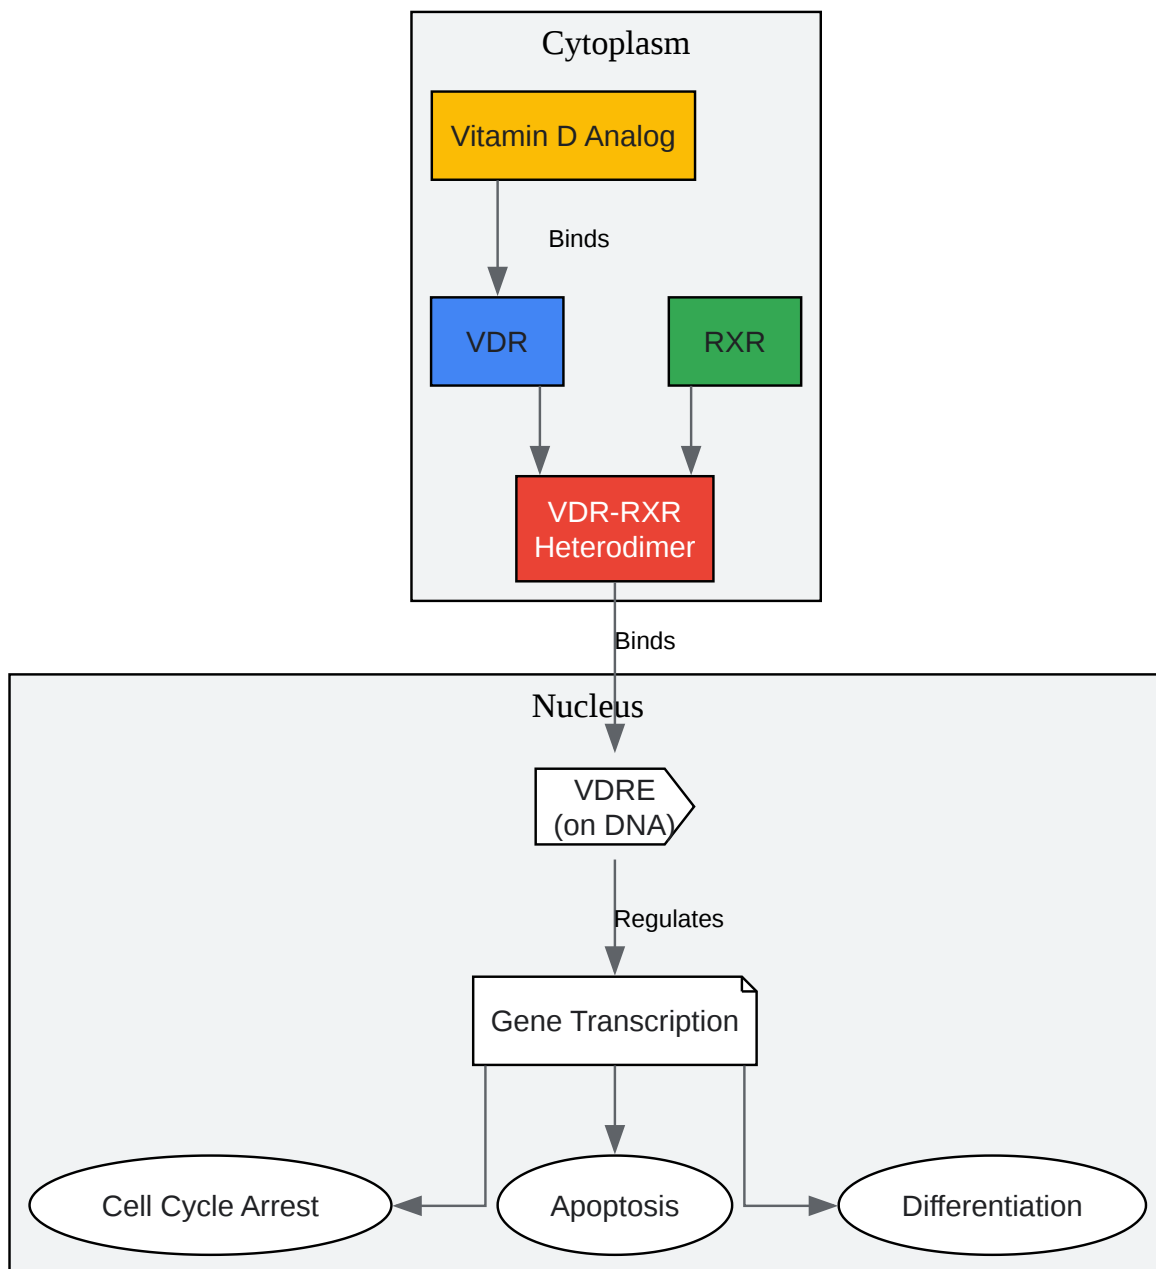 Cytoplasm
Vitamin D Analog
Binds
VDR
RXR
VDR-RXR
Heterodimer
Binds
Nucleus
VDRE
(on DNA)
Regulates
Gene Transcription
Cell Cycle Arrest
Apoptosis
Differentiation